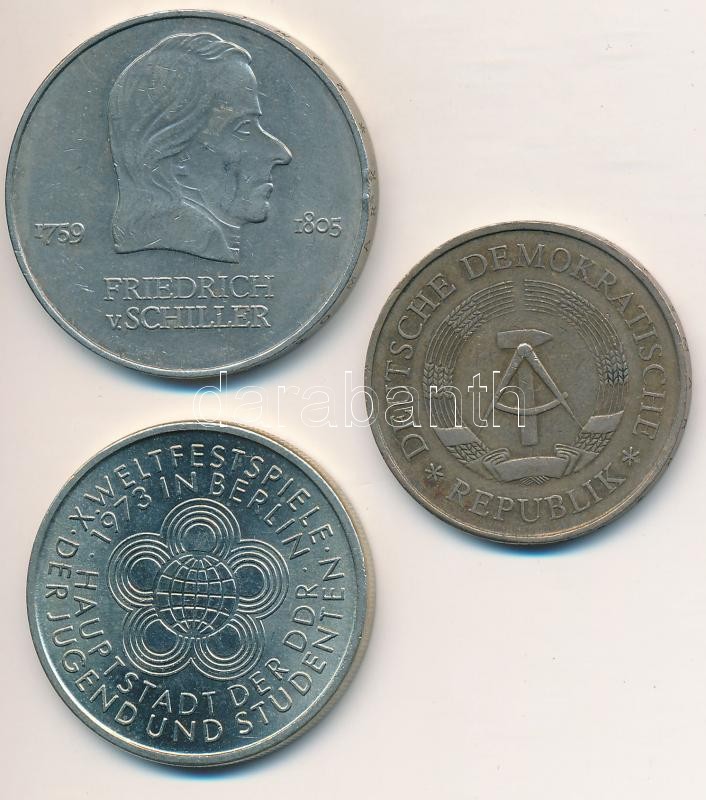 1759
1805
FRIEDRICH
v. SCHILLER
DEUTSCHE DEMOKRATISCHE
* REPUBLIK *
darabanth
· X. WELTFESTSPIELE ·
DER JUGEND UND STUDENTEN
· 1973 IN BERLIN ·
HAUPTSTADT DER DDR